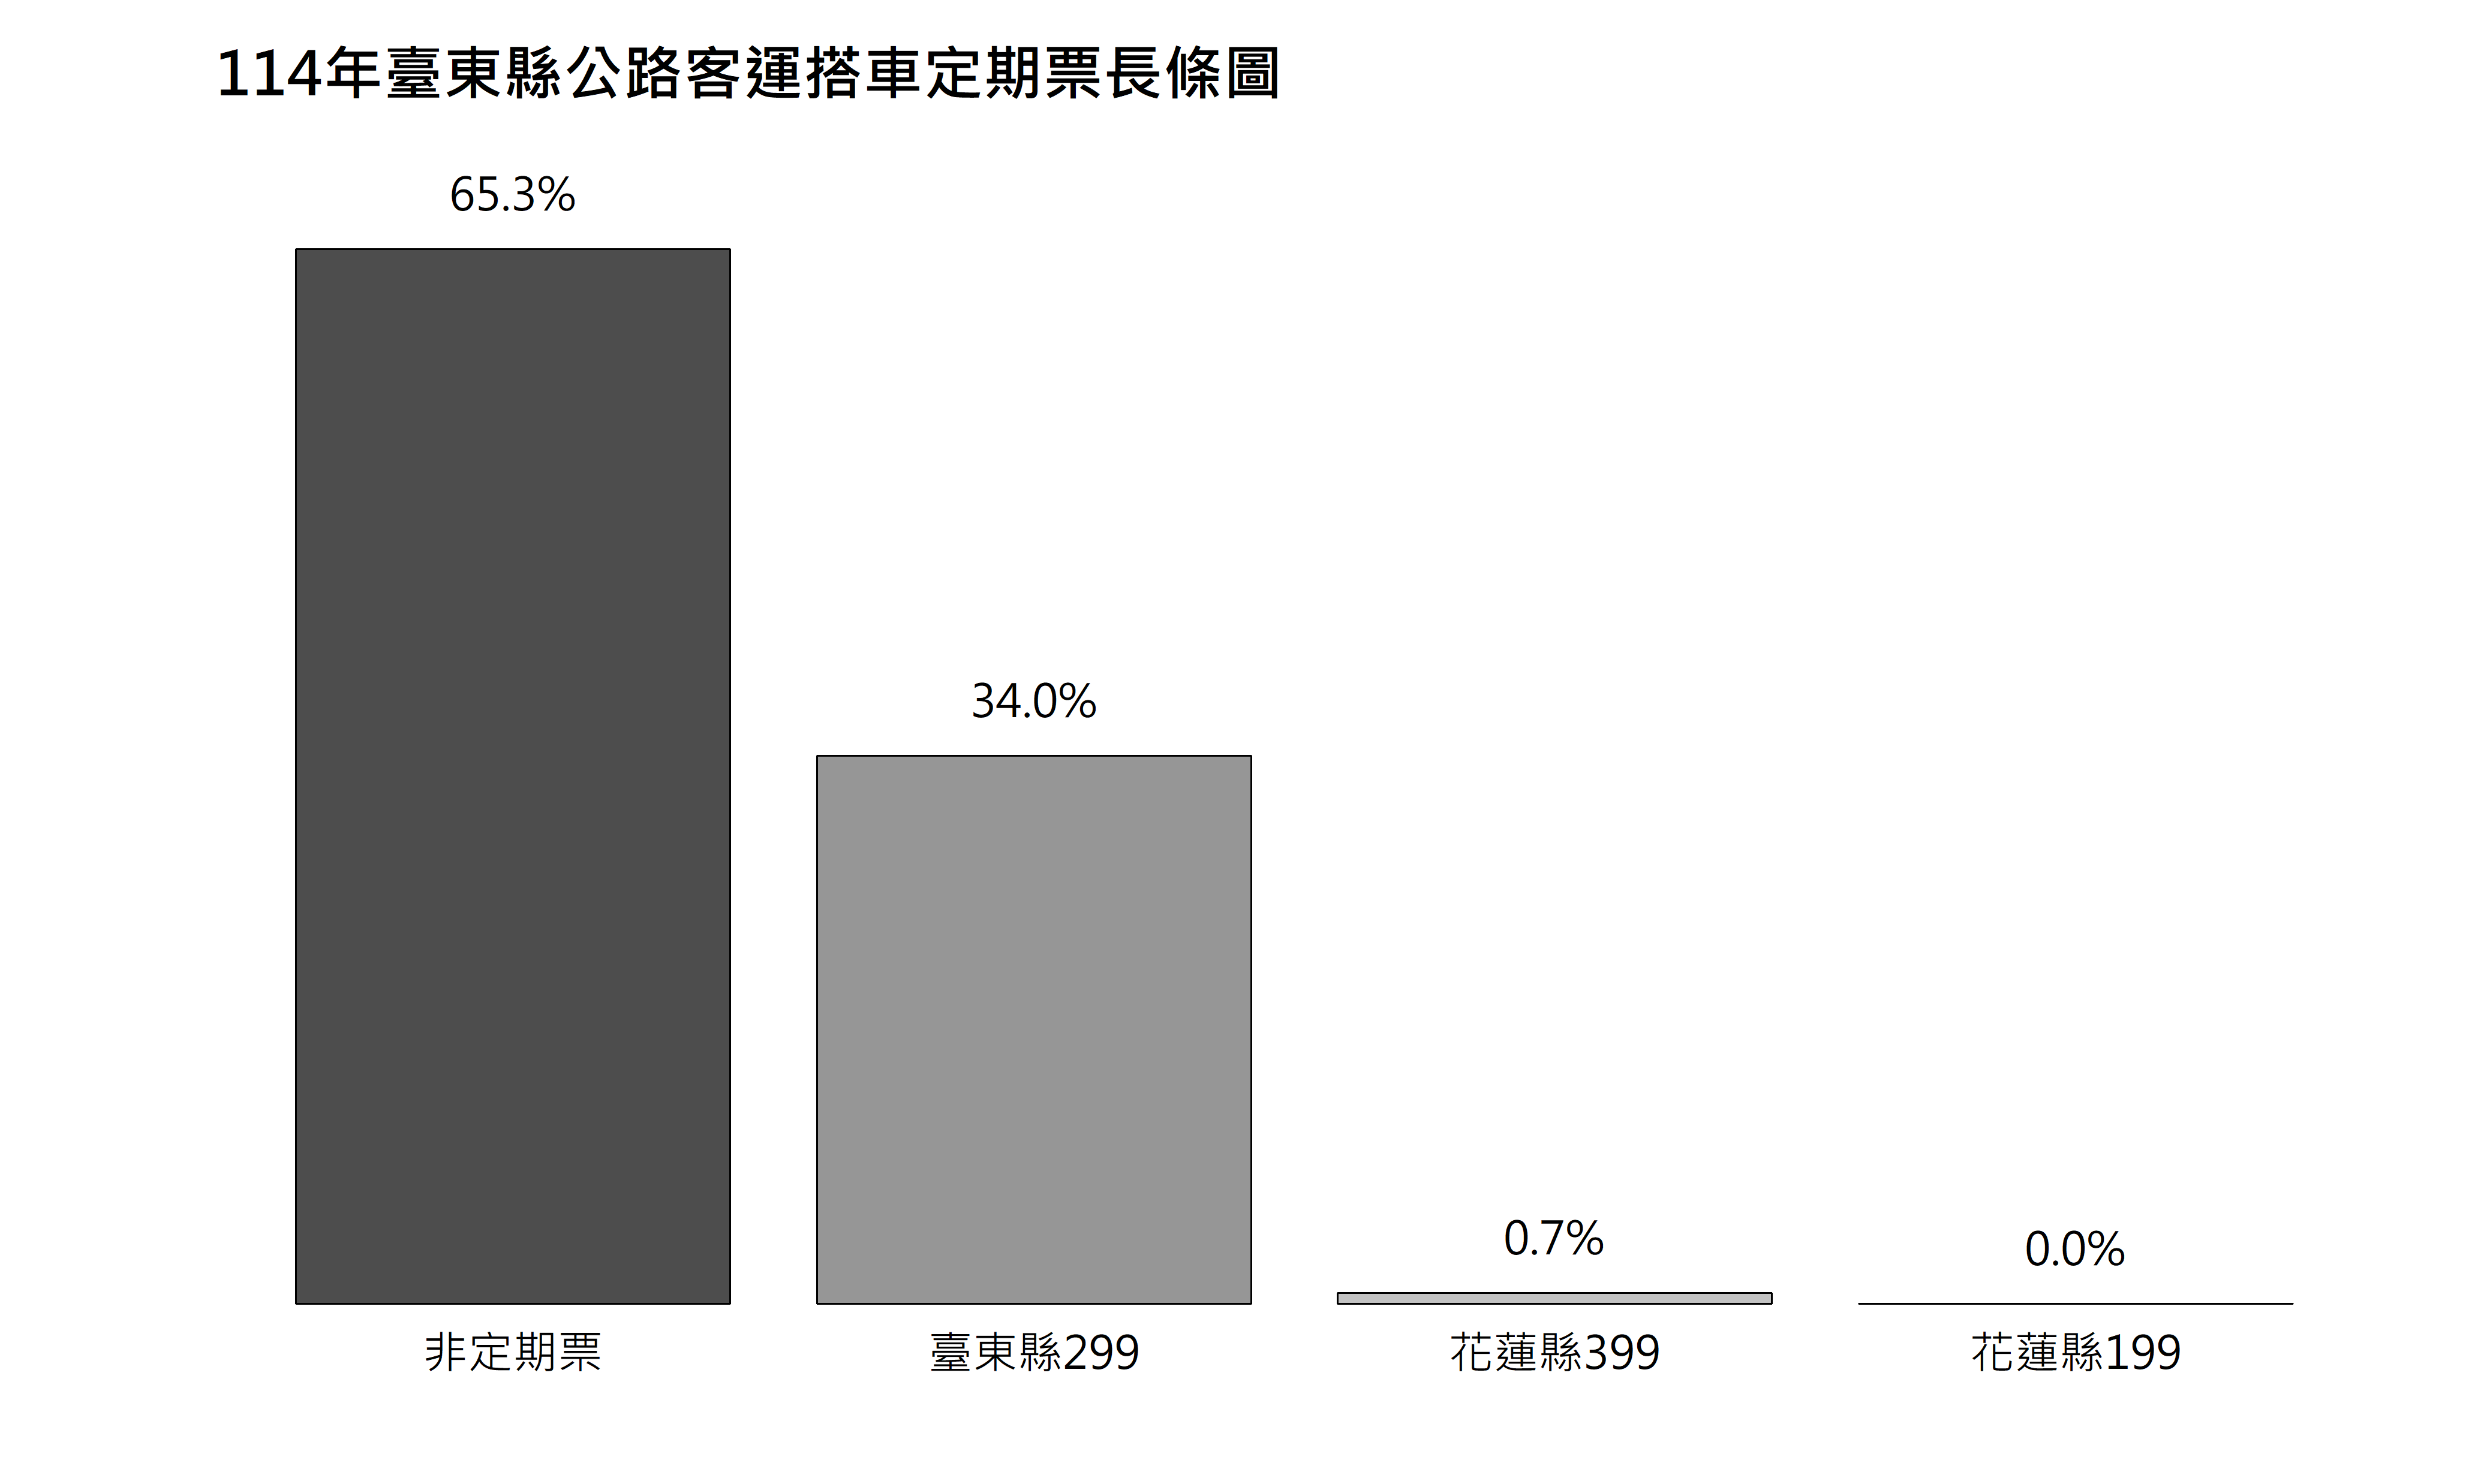 114年臺東縣公路客運搭車定期票長條圖
65.3%
34.0%
0.7%
0.0%
非定期票
臺東縣299
花蓮縣399
花蓮縣199